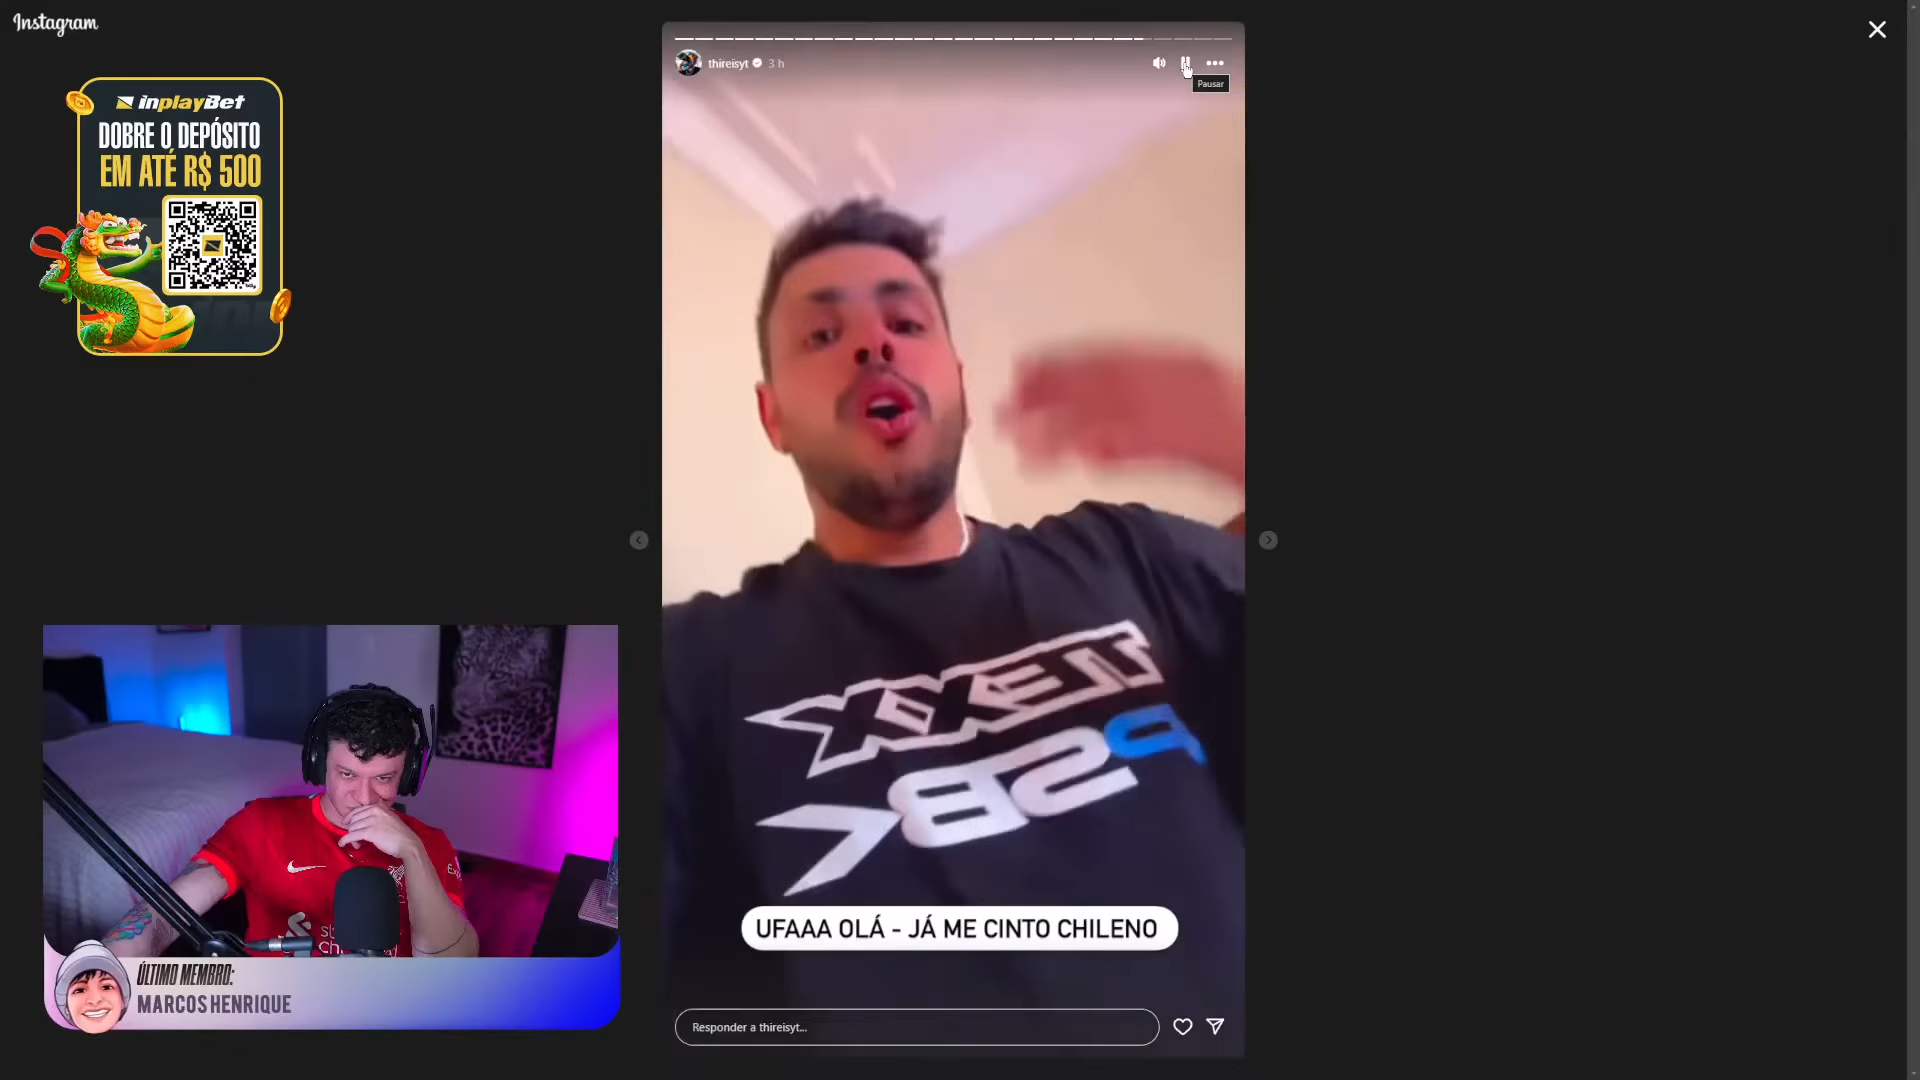 Instagram
inplayBet
DOBRE O DEPÓSITO
EM ATÉ R$ 500
thireisyt 3 h
Pausar
UFAAA OLÁ - JÁ ME CINTO CHILENO
Responder a thireisyt...
ÚLTIMO MEMBRO:
MARCOS HENRIQUE